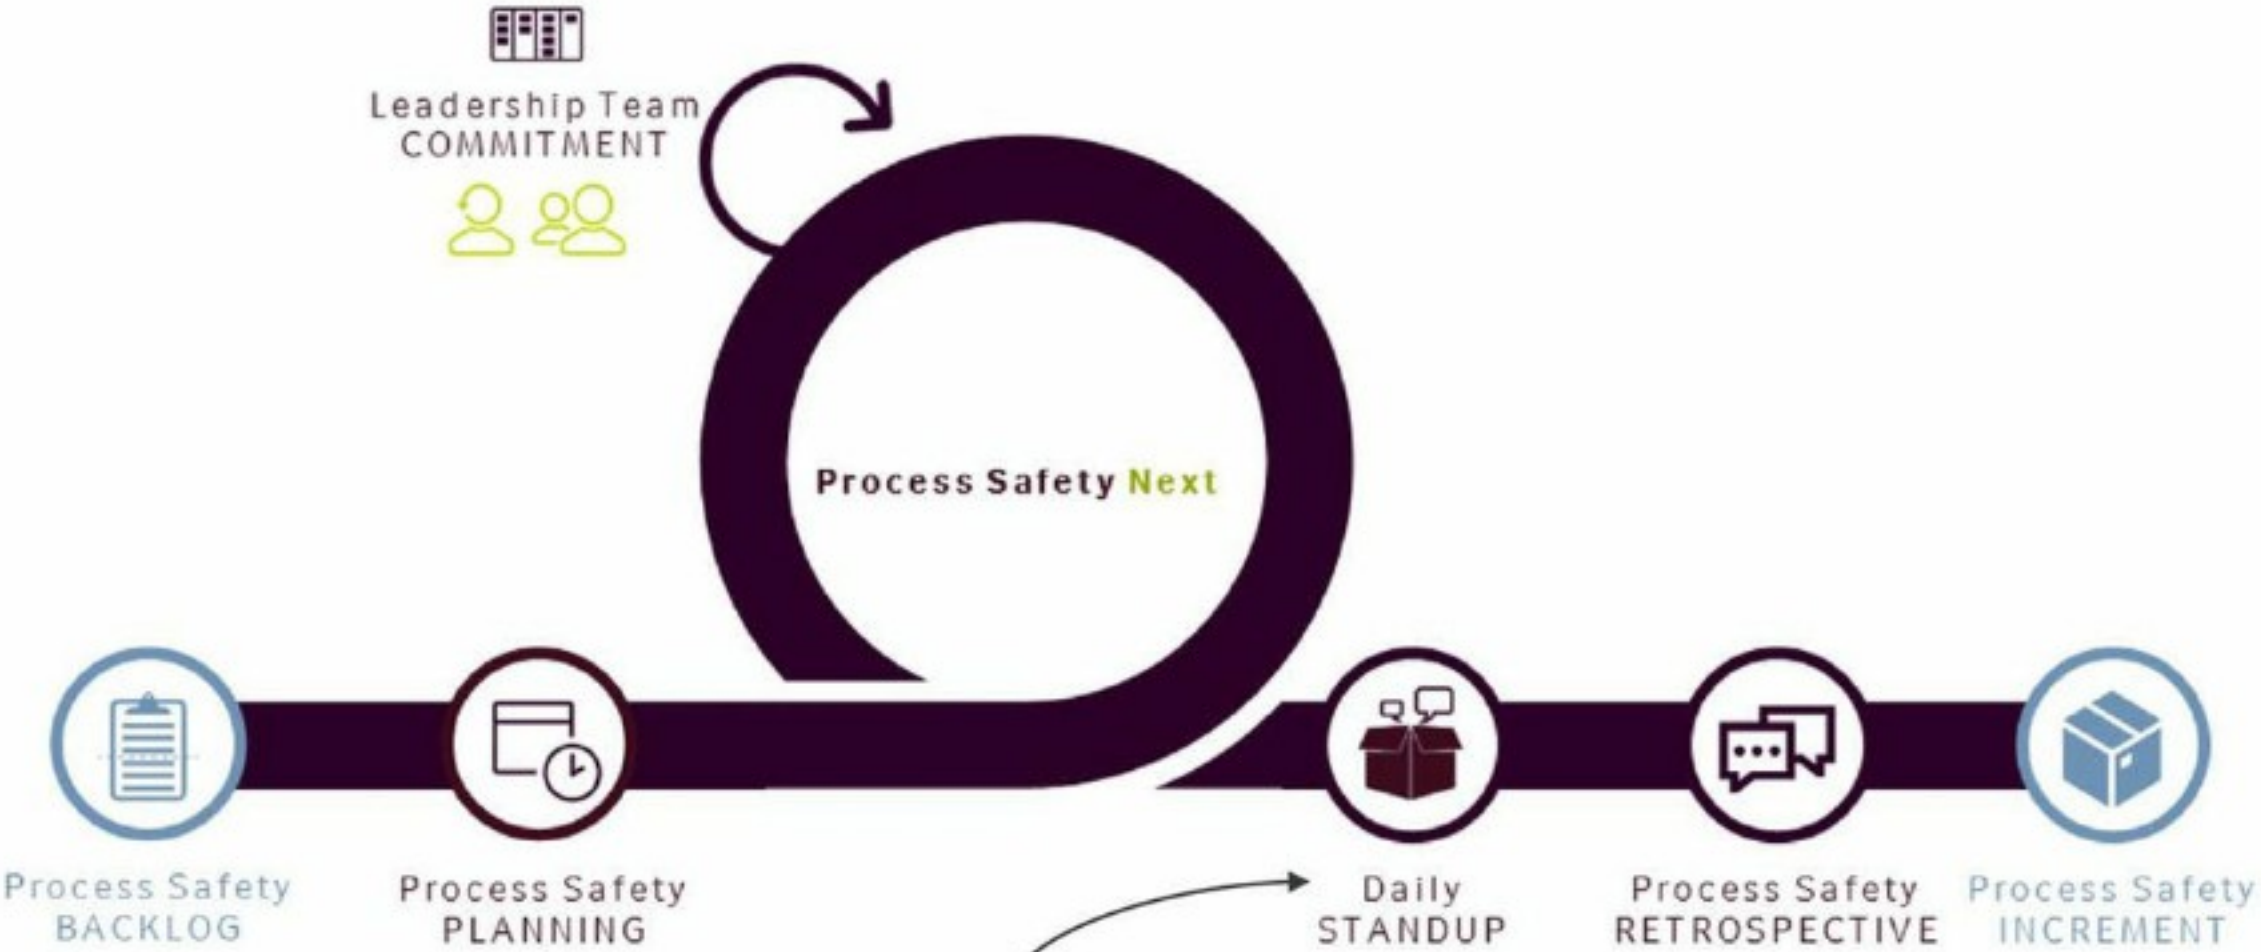 Leadership Team
COMMITMENT
Process Safety Next
Process Safety
BACKLOG
Process Safety
PLANNING
Daily
STANDUP
Process Safety
RETROSPECTIVE
Process Safety
INCREMENT